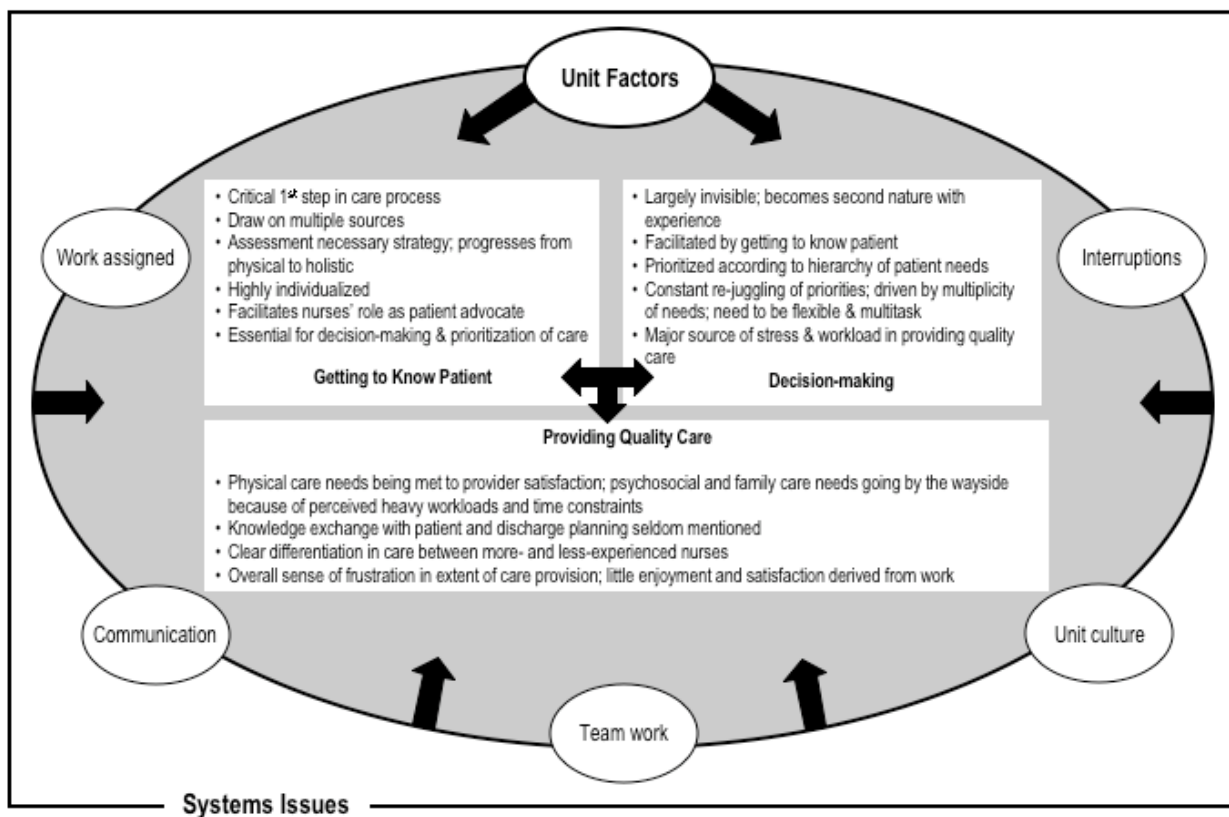 Unit Factors
Work assigned
Interruptions
• Critical 1st step in care process
• Draw on multiple sources
• Assessment necessary strategy; progresses from
physical to holistic
• Highly individualized
• Facilitates nurses' role as patient advocate
• Essential for decision-making & prioritization of care
Getting to Know Patient
• Largely invisible; becomes second nature with
experience
• Facilitated by getting to know patient
• Prioritized according to hierarchy of patient needs
• Constant re-juggling of priorities; driven by multiplicity
of needs; need to be flexible & multitask
• Major source of stress & workload in providing quality
care
Decision-making
Providing Quality Care
• Physical care needs being met to provider satisfaction; psychosocial and family care needs going by the wayside
because of perceived heavy workloads and time constraints
• Knowledge exchange with patient and discharge planning seldom mentioned
• Clear differentiation in care between more- and less-experienced nurses
• Overall sense of frustration in extent of care provision; little enjoyment and satisfaction derived from work
Communication
Unit culture
Team work
Systems Issues